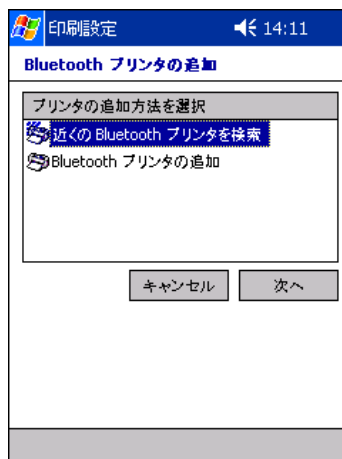 印刷設定 14:11
Bluetooth プリンタの追加
プリンタの追加方法を選択
近くの Bluetooth プリンタを検索
Bluetooth プリンタの追加
キャンセル 次へ